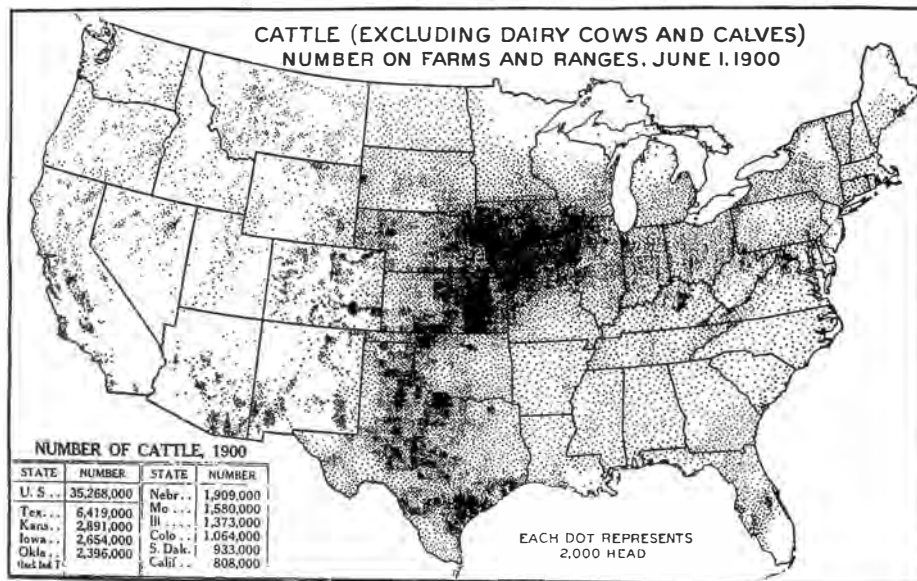 CATTLE (EXCLUDING DAIRY COWS AND CALVES)
NUMBER ON FARMS AND RANGES, JUNE 1, 1900
NUMBER OF CATTLE, 1900
STATE NUMBER STATE NUMBER
U. S .. 35,268,000 Nebr .. 1,909,000
Tex... 6,419,000 Mo ... 1,580,000
Kans.. 2,891,000 Ill .... 1,373,000
Iowa.. 2,654,000 Colo .. 1,064,000
Okla .. 2,396,000 S. Dak. 933,000
Calif .. 808,000
EACH DOT REPRESENTS
2,000 HEAD